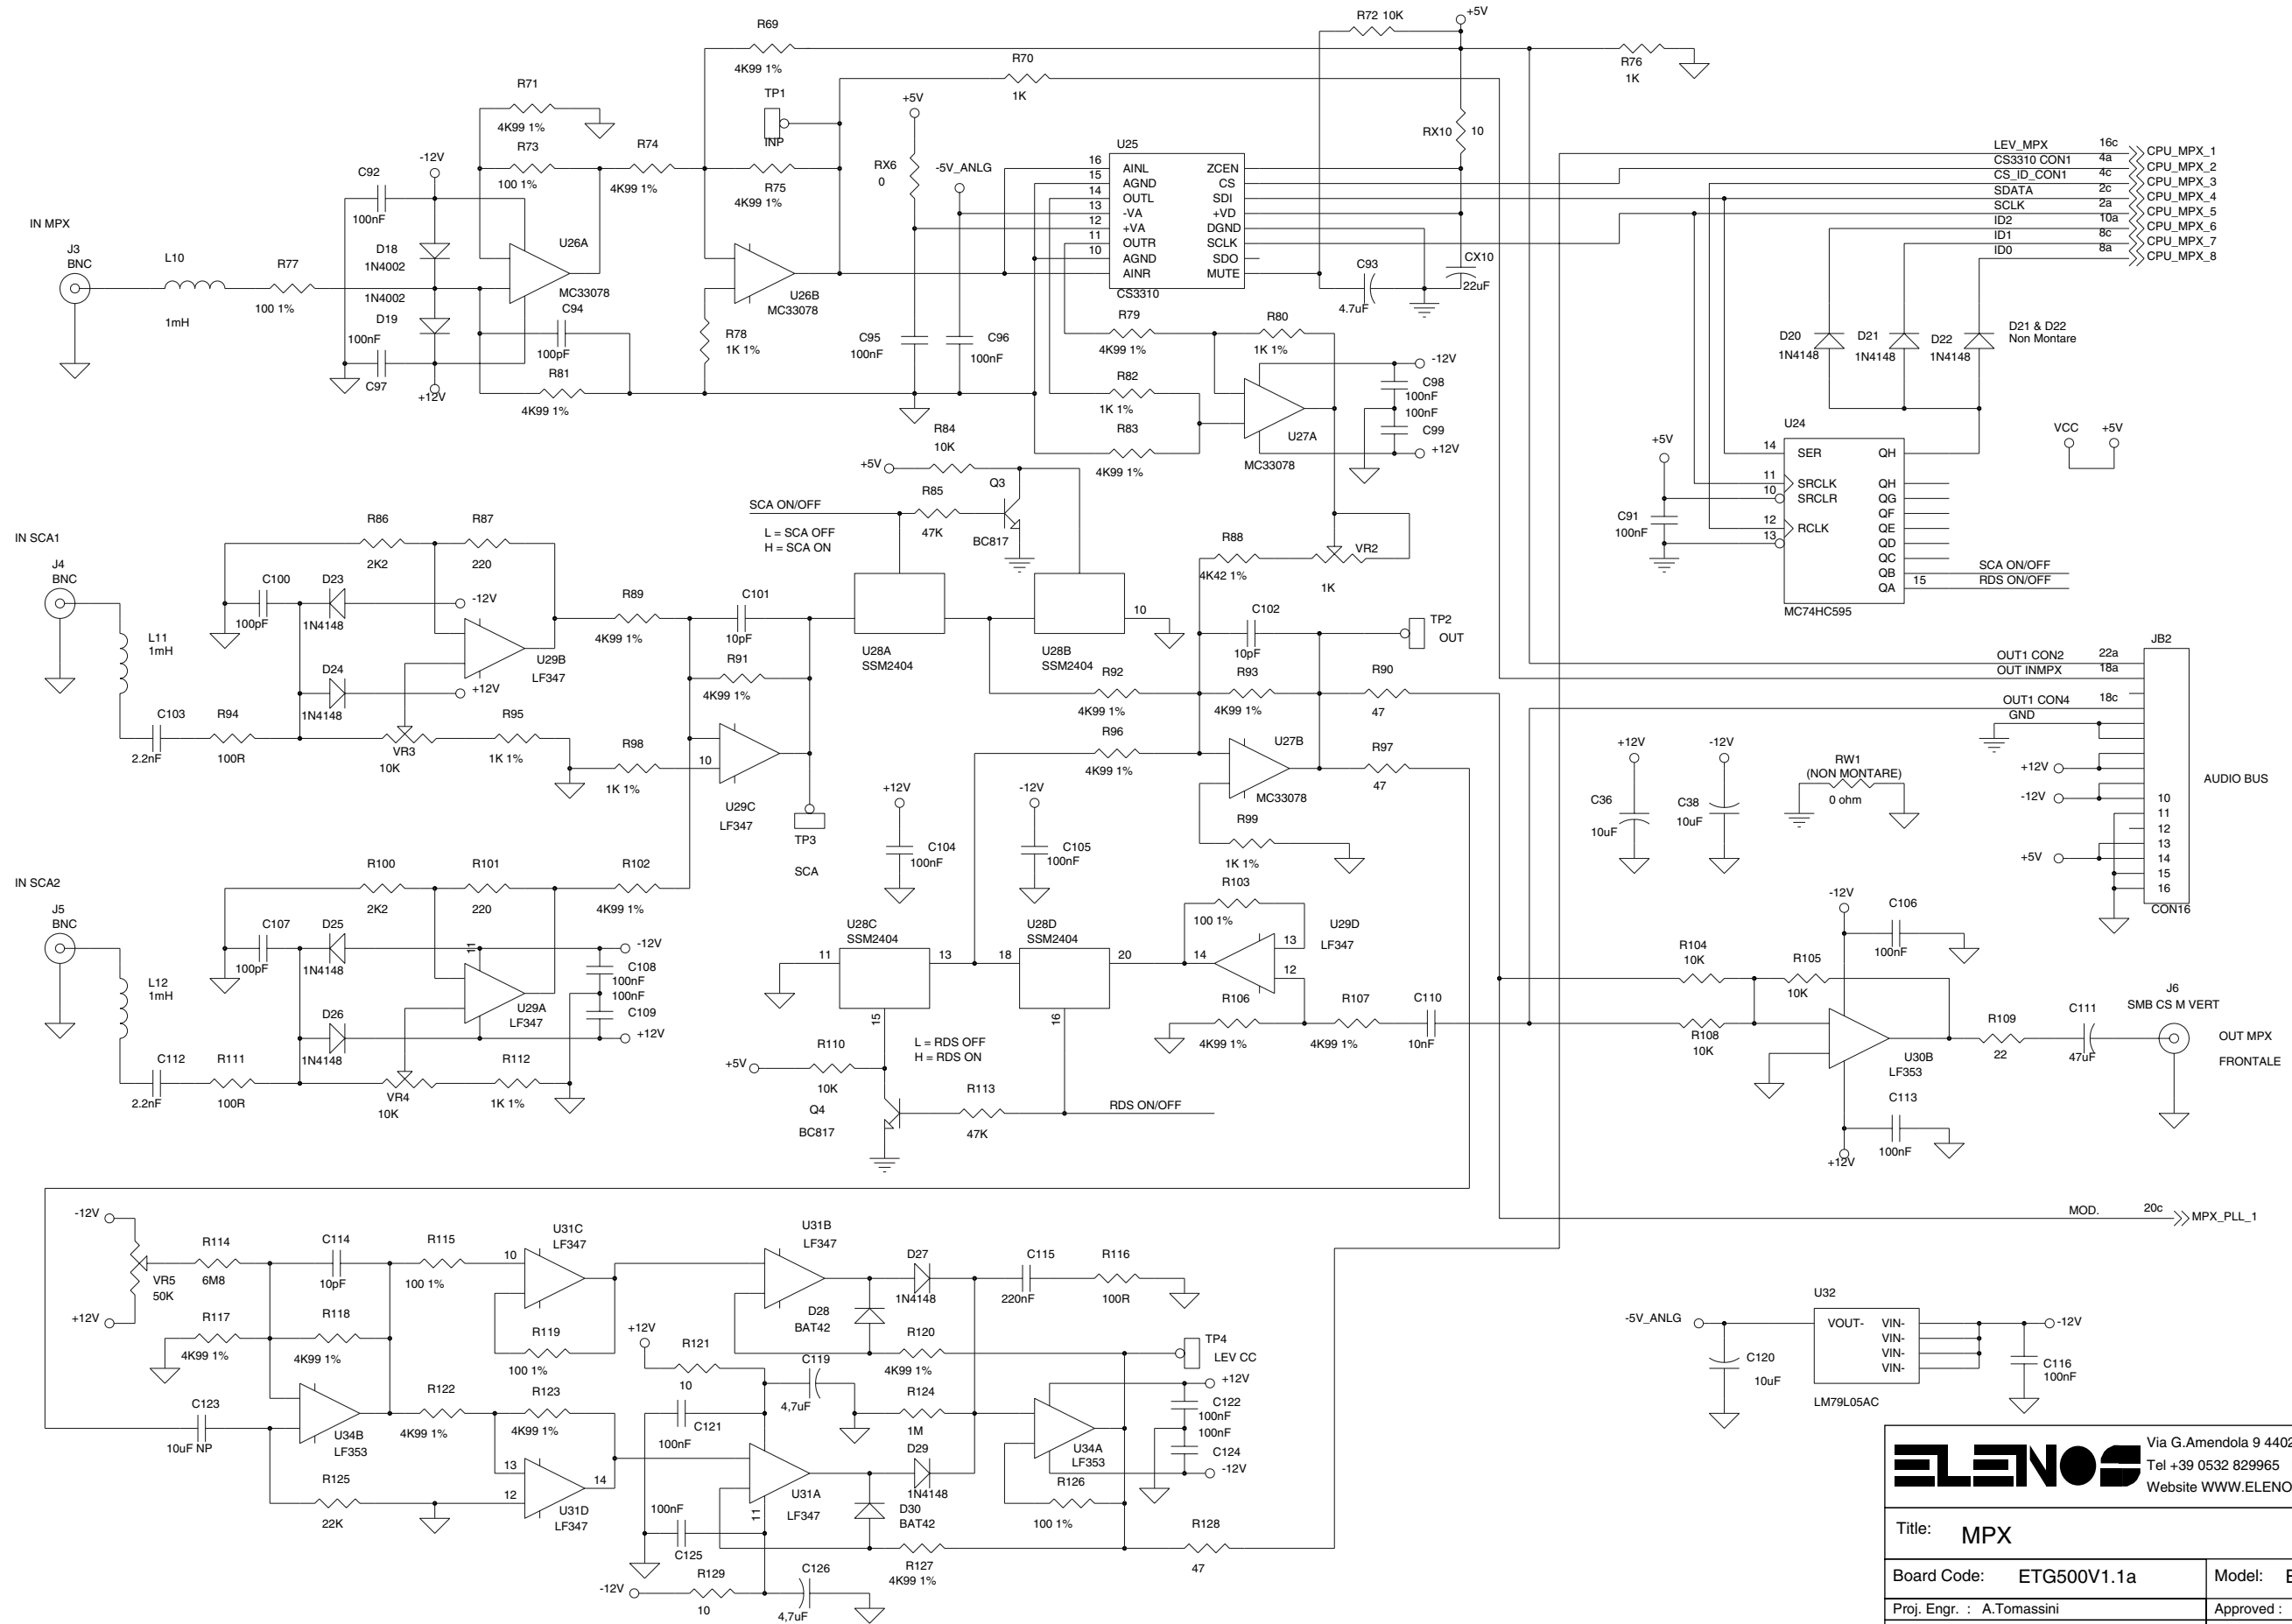 R72 10K
+5V
R69
4K99 1%
R70
1K
R76
1K
R71
4K99 1%
TP1
INP
+5V
RX10
10
R73
100 1%
R74
4K99 1%
R75
4K99 1%
RX6
0
-5V_ANLG
U25
16
15
14
13
12
11
10
AINL
AGND
OUTL
-VA
+VA
OUTR
AGND
AINR
ZCEN
CS
SDI
+VD
DGND
SCLK
SDO
MUTE
CS3310
LEV_MPX 16c CPU_MPX_1
CS3310 CON1 4a CPU_MPX_2
CS_ID_CON1 4c CPU_MPX_3
SDATA 2c CPU_MPX_4
SCLK 2a CPU_MPX_5
ID2 10a CPU_MPX_6
ID1 8c CPU_MPX_7
ID0 8a CPU_MPX_8
IN MPX
J3
BNC
L10
1mH
R77
100 1%
C92
100nF
-12V
D18
1N4002
1N4002
D19
100nF
C97
+12V
U26A
MC33078
C94
100pF
R81
4K99 1%
U26B
MC33078
R78
1K 1%
C95
100nF
C96
100nF
C93
4.7uF
CX10
22uF
R79
4K99 1%
R80
1K 1%
R82
1K 1%
R83
4K99 1%
-12V
C98
100nF
100nF
C99
+12V
U27A
MC33078
D20
1N4148
D21
1N4148
D22
1N4148
D21 & D22
Non Montare
U24
+5V
C91
100nF
14
11
10
12
13
SER
SRCLK
SRCLR
RCLK
QH
QH
QG
QF
QE
QD
QC
QB
QA
15
SCA ON/OFF
RDS ON/OFF
MC74HC595
VCC
+5V
R84
10K
+5V
SCA ON/OFF
L = SCA OFF
H = SCA ON
R85
47K
Q3
BC817
R88
4K42 1%
VR2
1K
IN SCA1
J4
BNC
L11
1mH
C103
2.2nF
R94
100R
C100
100pF
D23
1N4148
-12V
D24
1N4148
+12V
R86
2K2
R87
220
U29B
LF347
VR3
10K
R95
1K 1%
R89
4K99 1%
C101
10pF
R91
4K99 1%
R98
1K 1%
10
U29C
LF347
TP3
SCA
U28A
SSM2404
U28B
SSM2404
10
C102
10pF
TP2
OUT
R92
4K99 1%
R93
4K99 1%
R90
47
R96
4K99 1%
U27B
MC33078
R97
47
R99
1K 1%
+12V
C104
100nF
-12V
C105
100nF
JB2
OUT1 CON2 22a
OUT INMPX 18a
OUT1 CON4 18c
GND
+12V
-12V
+5V
10
11
12
13
14
15
16
CON16
AUDIO BUS
+12V
C36
10uF
-12V
C38
10uF
RW1
(NON MONTARE)
0 ohm
IN SCA2
J5
BNC
L12
1mH
C112
2.2nF
R111
100R
C107
100pF
D25
1N4148
D26
1N4148
R100
2K2
R101
220
R102
4K99 1%
11
U29A
LF347
VR4
10K
R112
1K 1%
-12V
C108
100nF
100nF
C109
+12V
U28C
SSM2404
11
13
15
U28D
SSM2404
18
20
16
R103
100 1%
U29D
LF347
14
13
12
R106
4K99 1%
R107
4K99 1%
C110
10nF
L = RDS OFF
H = RDS ON
+5V
R110
10K
Q4
BC817
R113
47K
RDS ON/OFF
R104
10K
R105
10K
R108
10K
-12V
C106
100nF
U30B
LF353
C113
100nF
+12V
R109
22
C111
47uF
J6
SMB CS M VERT
OUT MPX
FRONTALE
MOD. 20c MPX_PLL_1
-12V
VR5
50K
+12V
R114
6M8
C114
10pF
R115
100 1%
R117
4K99 1%
R118
4K99 1%
C123
10uF NP
U34B
LF353
R125
22K
R122
4K99 1%
R123
4K99 1%
U31C
LF347
10
R119
100 1%
13
12
14
U31D
LF347
U31B
LF347
D27
1N4148
D28
BAT42
C115
220nF
R116
100R
R120
4K99 1%
TP4
LEV CC
+12V
R121
10
C119
4,7uF
C121
100nF
R124
1M
D29
1N4148
D30
BAT42
11
U31A
LF347
100nF
C125
-12V
R129
10
C126
4,7uF
R127
4K99 1%
+12V
C122
100nF
100nF
C124
-12V
U34A
LF353
R126
100 1%
R128
47
U32
-5V_ANLG
VOUT-
VIN-
VIN-
VIN-
VIN-
-12V
C120
10uF
C116
100nF
LM79L05AC
ELENOS
Via G.Amendola 9 4402
Tel +39 0532 829965
Website WWW.ELENO
Title: MPX
Board Code: ETG500V1.1a
Model: E
Proj. Engr. : A.Tomassini
Approved :